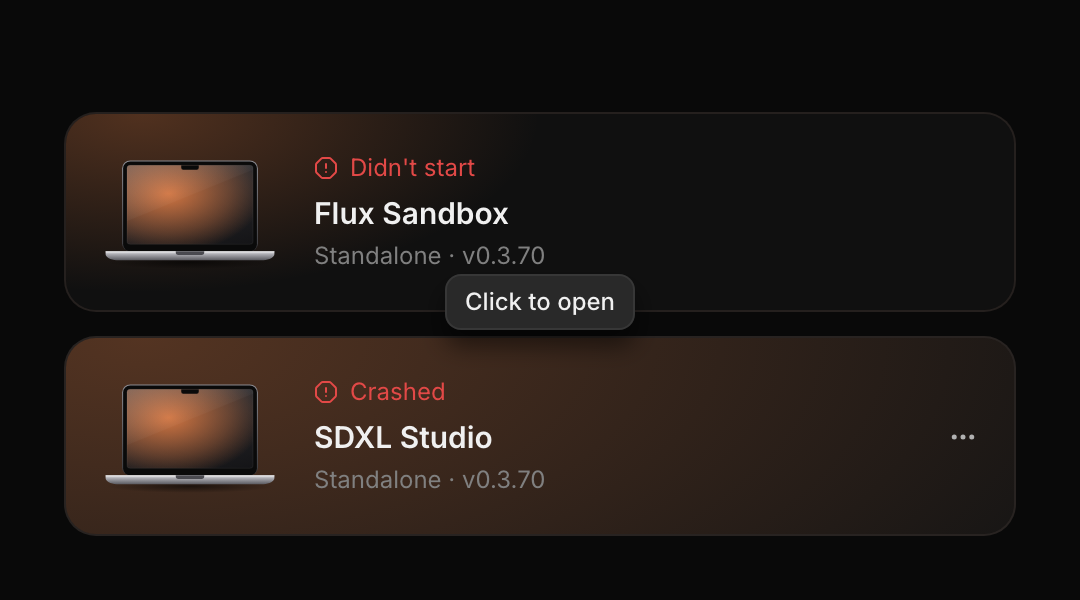 Didn't start
Flux Sandbox
Standalone · v0.3.70
Click to open
Crashed
SDXL Studio
Standalone · v0.3.70